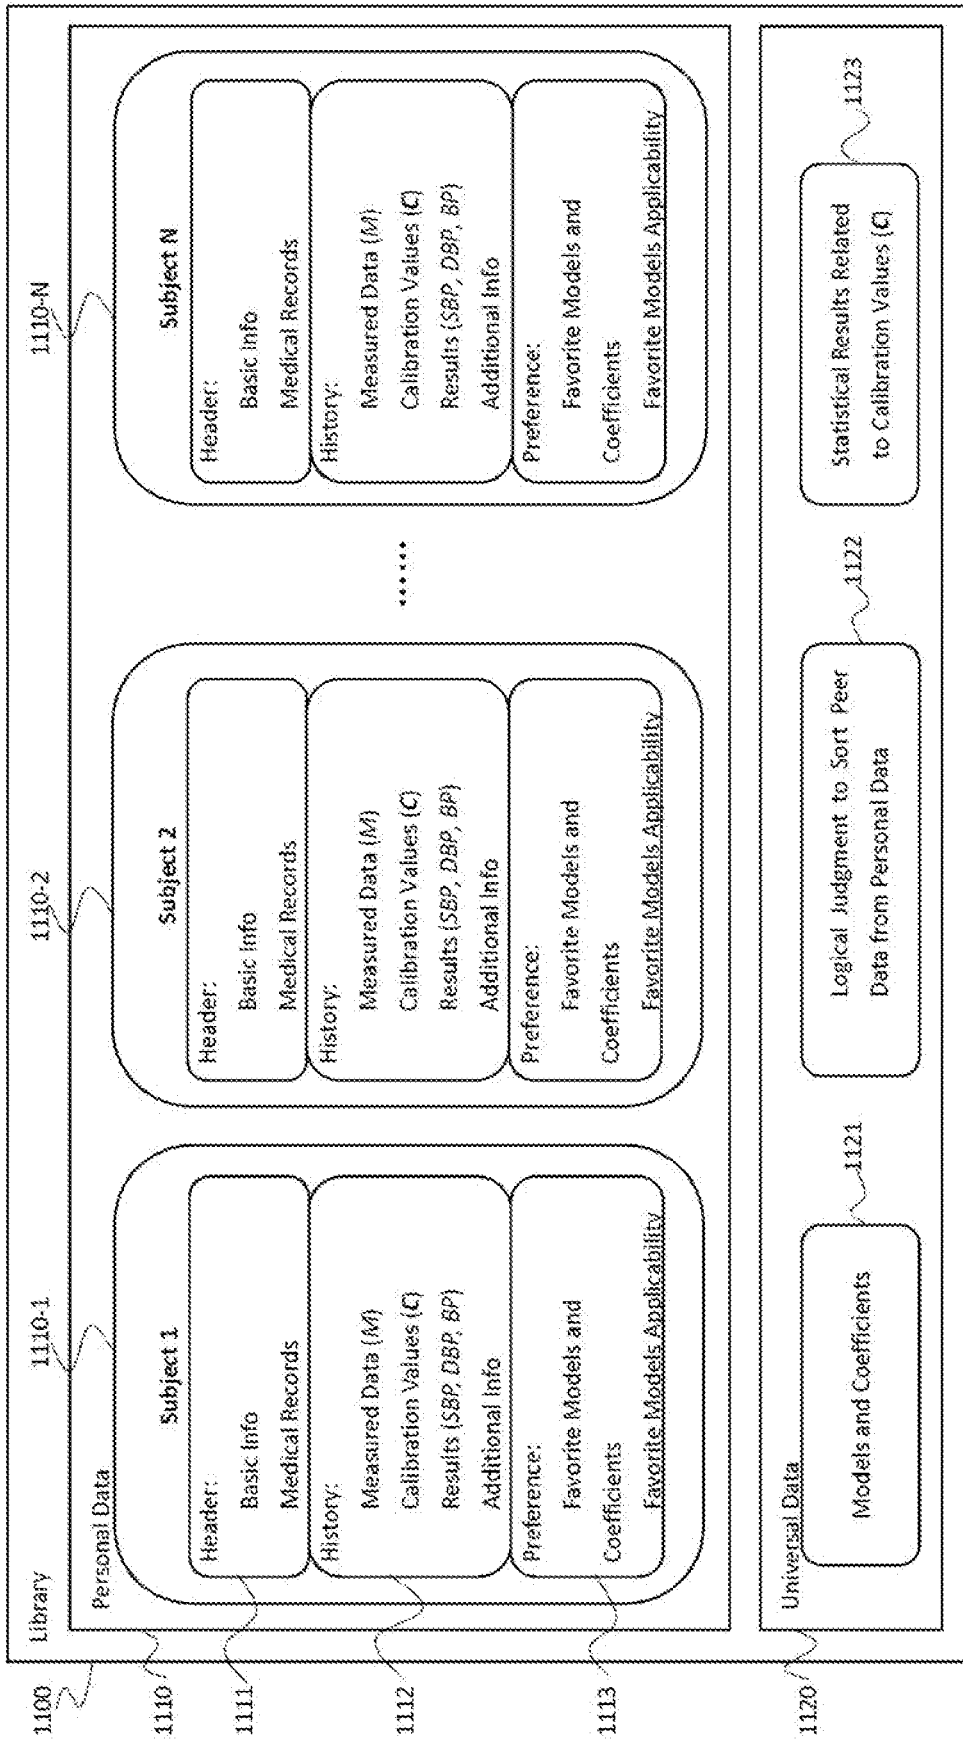 1100
Library
1110
Personal Data
1110-1
1110-2
1110-N
Subject 1
Header:
Basic Info
Medical Records
History:
Measured Data (M)
Calibration Values (C)
Results (SBP, DBP, BP)
Additional Info
Preference:
Favorite Models and
Coefficients
Favorite Models Applicability
1111
1112
1113
Subject 2
Header:
Basic Info
Medical Records
History:
Measured Data (M)
Calibration Values (C)
Results (SBP, DBP, BP)
Additional Info
Preference:
Favorite Models and
Coefficients
Favorite Models Applicability
......
Subject N
Header:
Basic Info
Medical Records
History:
Measured Data (M)
Calibration Values (C)
Results (SBP, DBP, BP)
Additional Info
Preference:
Favorite Models and
Coefficients
Favorite Models Applicability
1120
Universal Data
1121
Models and Coefficients
1122
Logical Judgment to Sort Peer
Data from Personal Data
1123
Statistical Results Related
to Calibration Values (C)